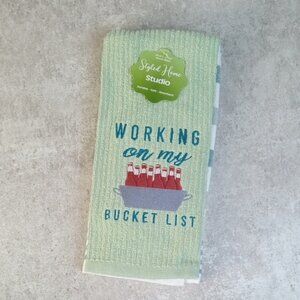 Styled Home
Studio
WORKING
on my
BUCKET LIST